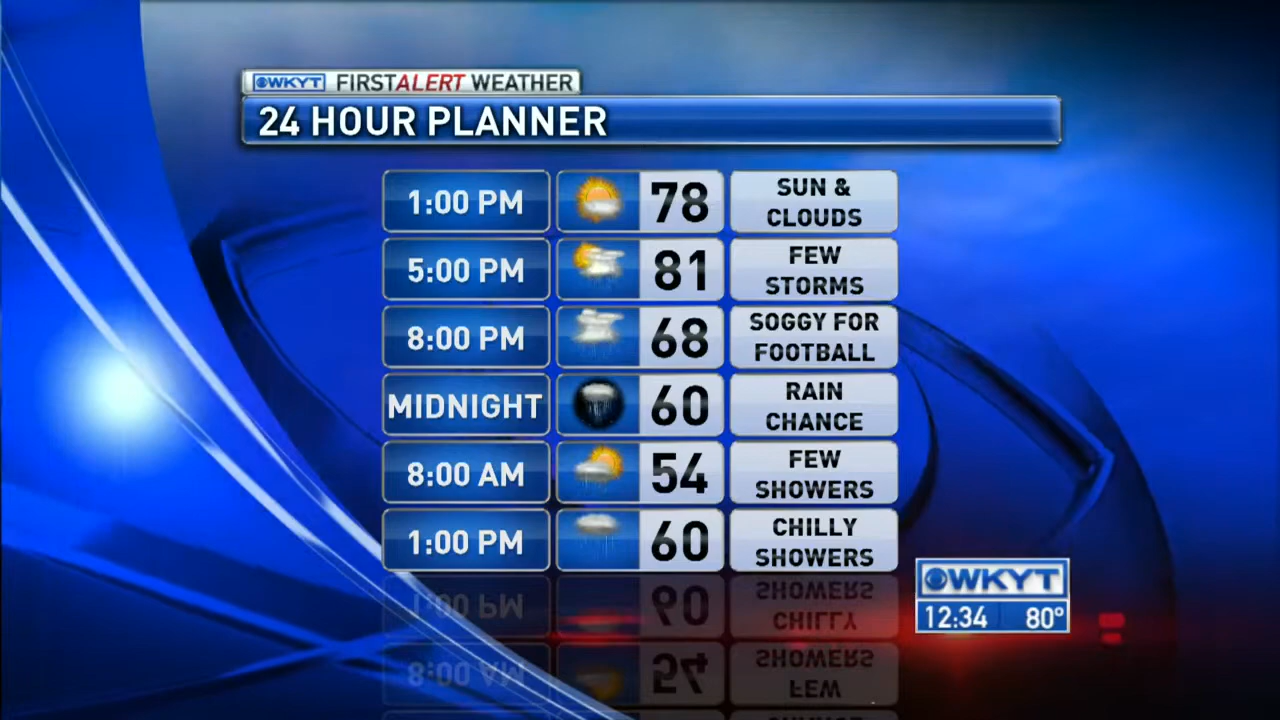 WKYT FIRSTALERT WEATHER
24 HOUR PLANNER
1:00 PM 78 SUN &
CLOUDS
5:00 PM 81 FEW
STORMS
8:00 PM 68 SOGGY FOR
FOOTBALL
MIDNIGHT 60 RAIN
CHANCE
8:00 AM 54 FEW
SHOWERS
1:00 PM 60 CHILLY
SHOWERS
WKYT
12:34 80°